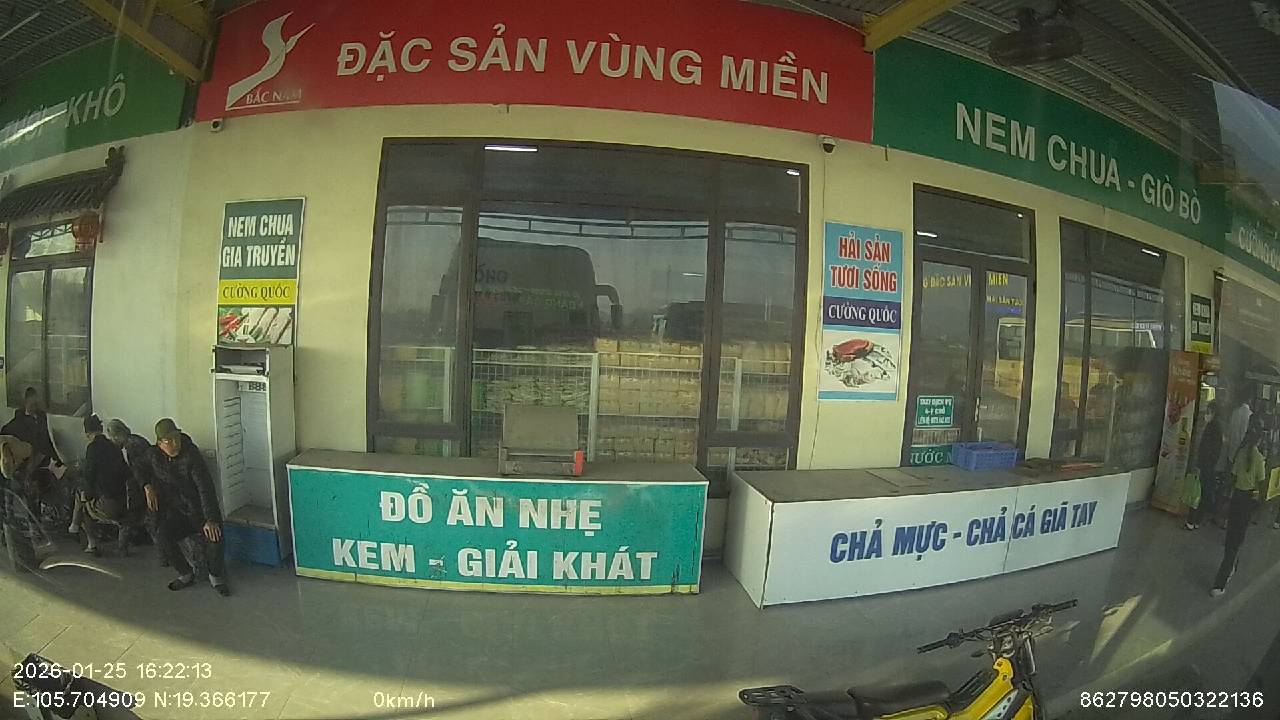 KHÔ
BẮC NAM
ĐẶC SẢN VÙNG MIỀN
NEM CHUA - GIÒ BÒ
NEM CHUA
GIA TRUYỀN
CƯỜNG QUỐC
HẢI SẢN
TƯƠI SỐNG
CƯỜNG QUỐC
ĐỒ ĂN NHẸ
KEM - GIẢI KHÁT
CHẢ MỰC - CHẢ CÁ GIÃ TAY
2026-01-25 16:22:13
E:105.704909 N:19.366177
0km/h
862798050322136